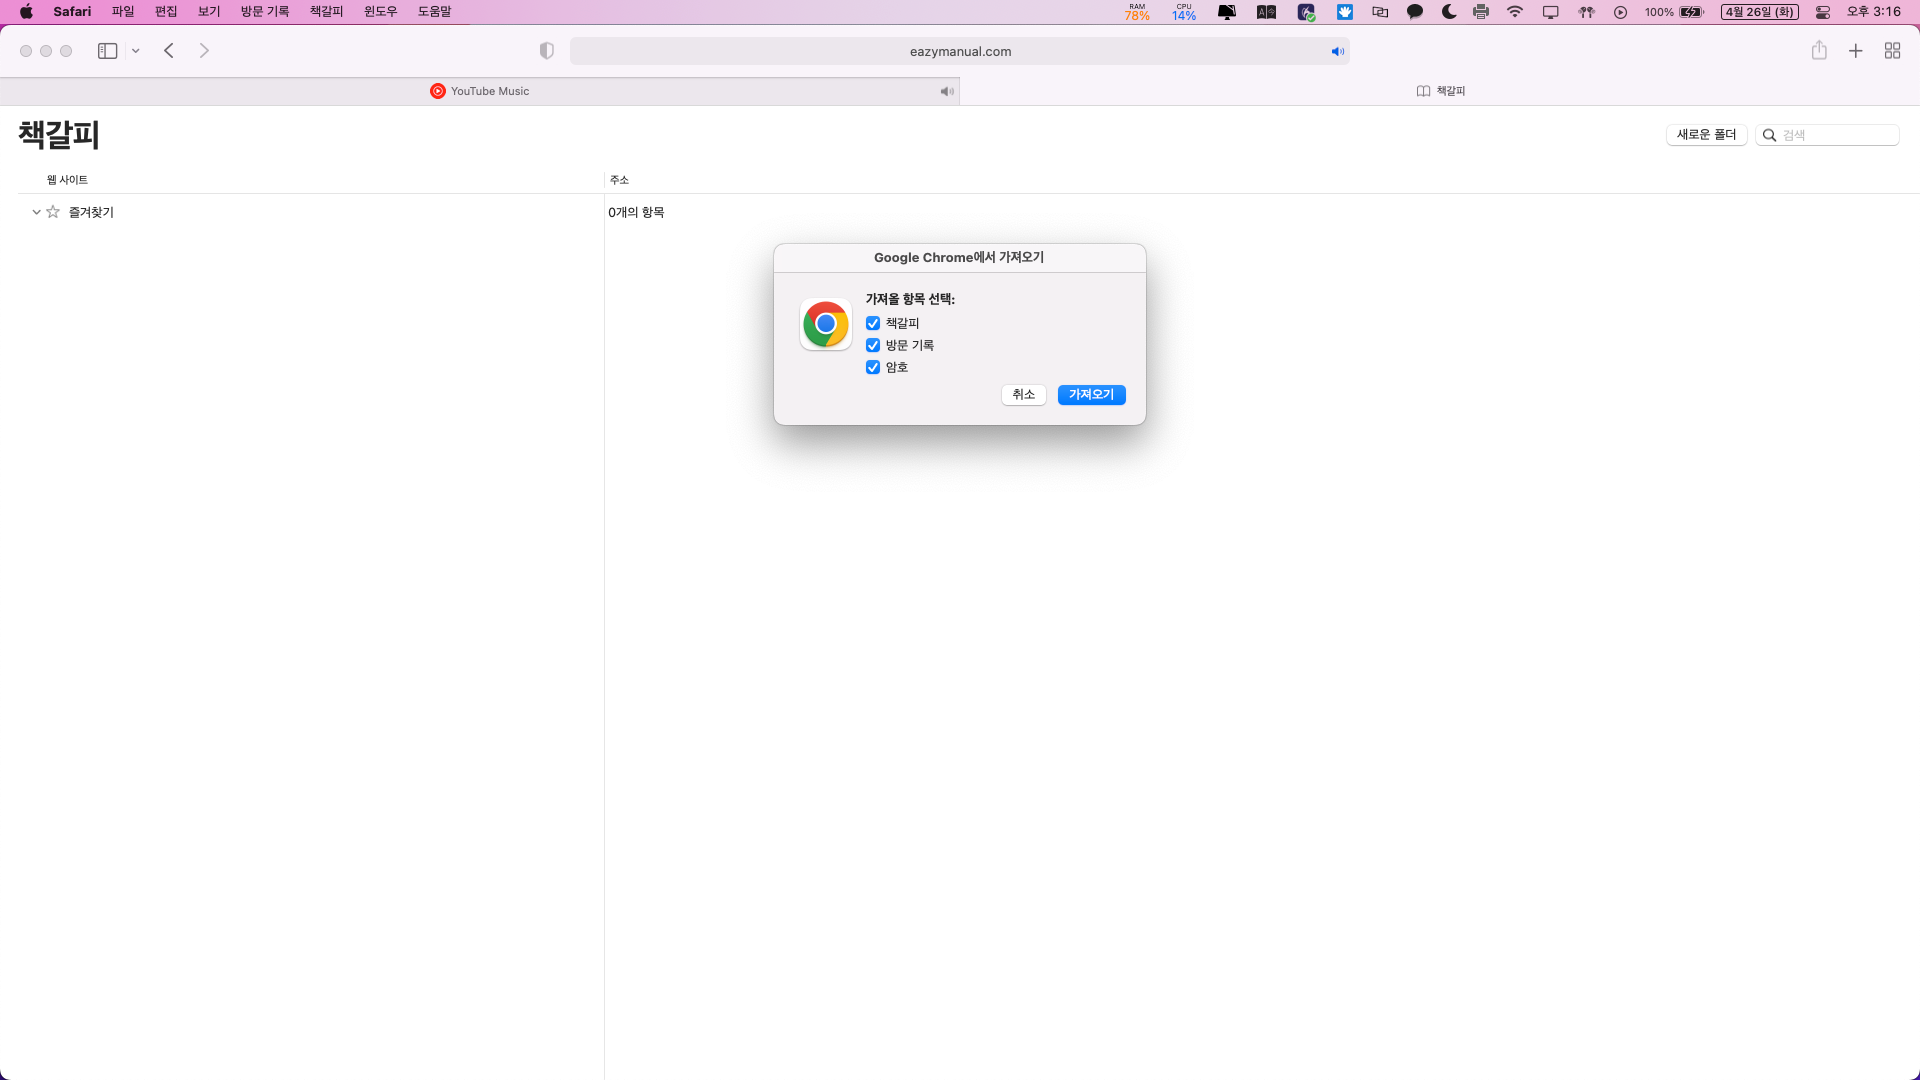 Safari 파일 편집 보기 방문 기록 책갈피 윈도우 도움말 RAM 78% CPU 14% 100% 4월 26일 (화) 오후 3:16
eazymanual.com
YouTube Music 책갈피
책갈피 새로운 폴더 검색
웹 사이트 주소
즐겨찾기 0개의 항목
Google Chrome에서 가져오기
가져올 항목 선택:
책갈피
방문 기록
암호
취소 가져오기